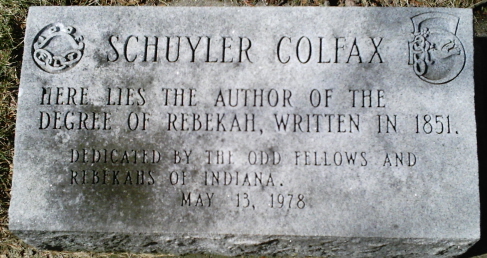 SCHUYLER COLFAX
HERE LIES THE AUTHOR OF THE
DEGREE OF REBEKAH, WRITTEN IN 1851.
DEDICATED BY THE ODD FELLOWS AND
REBEKAHS OF INDIANA.
MAY 13, 1978